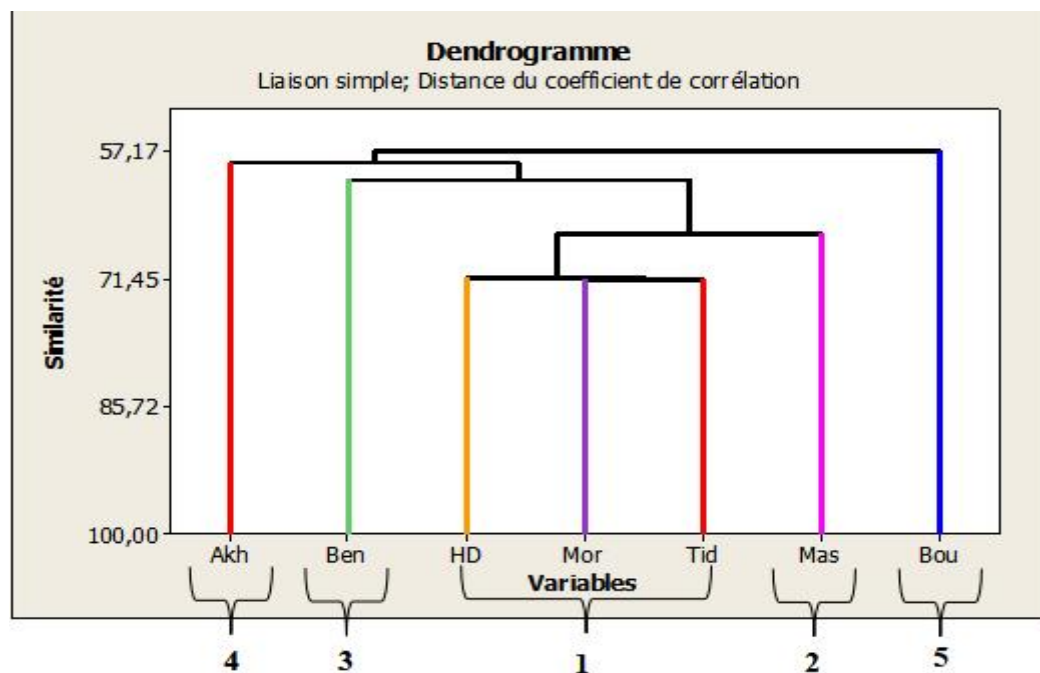 Dendrogramme
Liaison simple; Distance du coefficient de corrélation
Similarité
57,17
71,45
85,72
100,00
Akh Ben HD Mor Tid Mas Bou
Variables
4 3 1 2 5